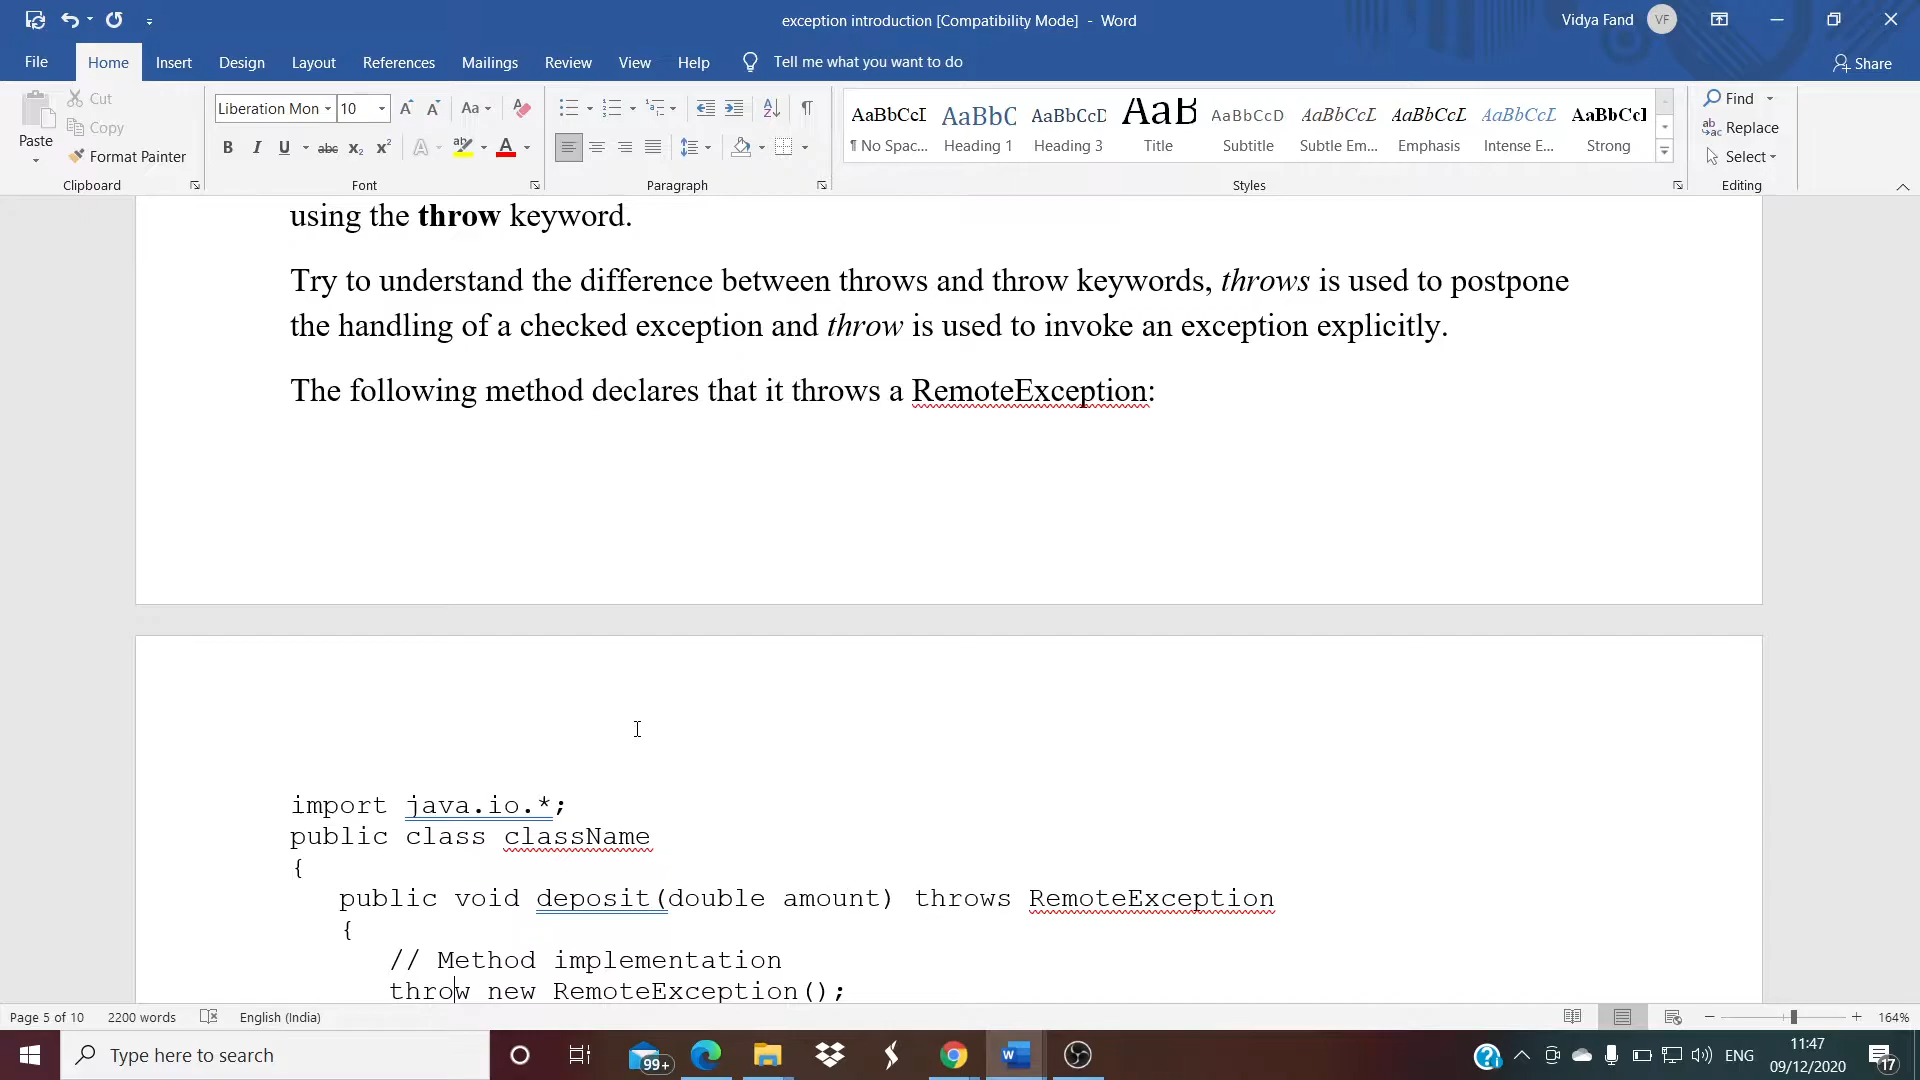 exception introduction [Compatibility Mode] - Word
Vidya Fand VF
File Home Insert Design Layout References Mailings Review View Help Tell me what you want to do Share
Paste Cut Copy Format Painter
Liberation Mon 10
AaBbCcI AaBbC AaBbCcD AaB AaBbCcD AaBbCcL AaBbCcL AaBbCcL AaBbCcI
¶ No Spac... Heading 1 Heading 3 Title Subtitle Subtle Em... Emphasis Intense E... Strong
Find Replace Select
Clipboard Font Paragraph Styles Editing
using the throw keyword.
Try to understand the difference between throws and throw keywords, throws is used to postpone
the handling of a checked exception and throw is used to invoke an exception explicitly.
The following method declares that it throws a RemoteException:
import java.io.*;
public class className
{
public void deposit(double amount) throws RemoteException
{
// Method implementation
throw new RemoteException();
Page 5 of 10 2200 words English (India) 164%
Type here to search
99+
ENG
11:47
09/12/2020
17